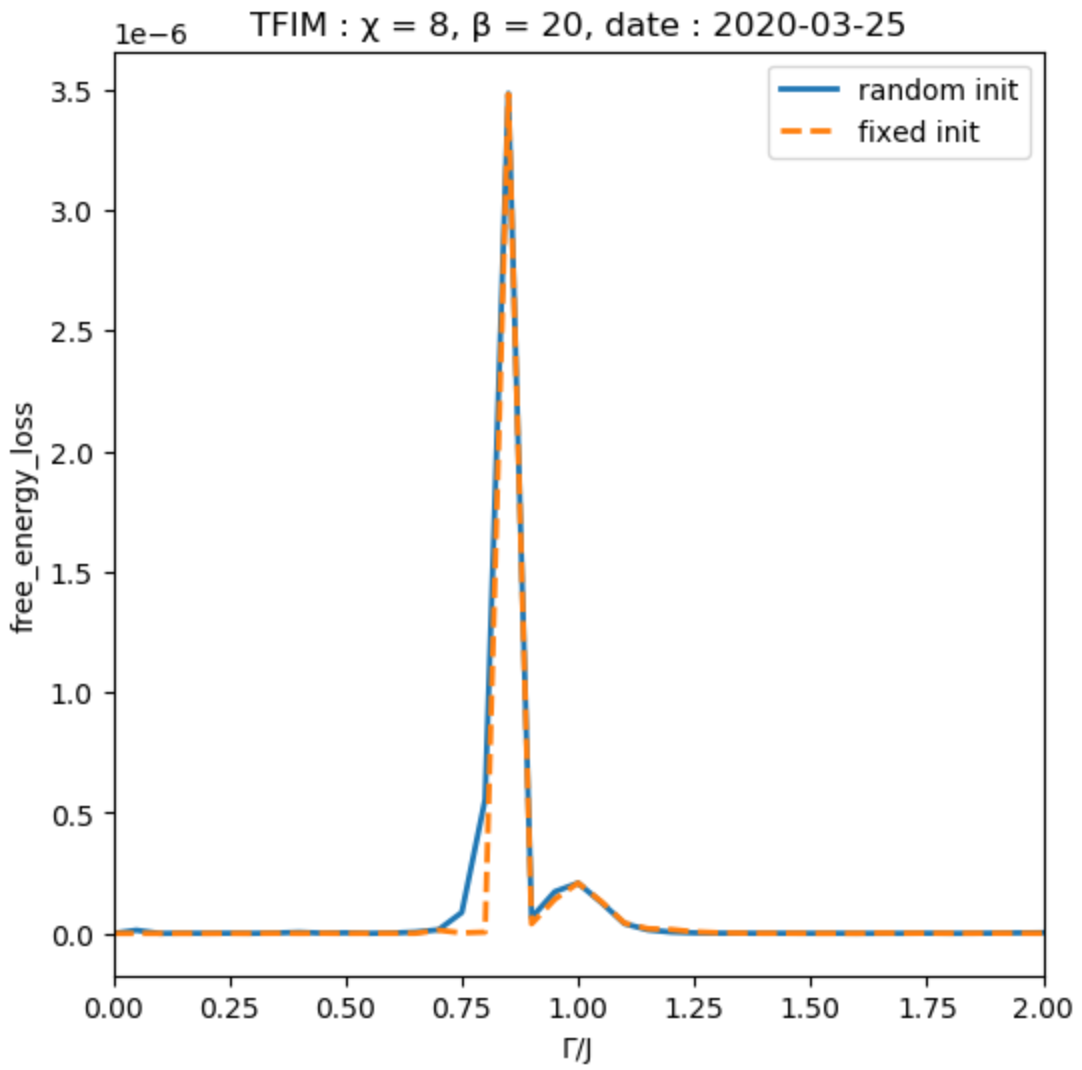 TFIM : χ = 8, β = 20, date : 2020-03-25
1e−6
random init
fixed init
3.5
3.0
2.5
2.0
1.5
1.0
0.5
0.0
free_energy_loss
0.00 0.25 0.50 0.75 1.00 1.25 1.50 1.75 2.00
Γ/J